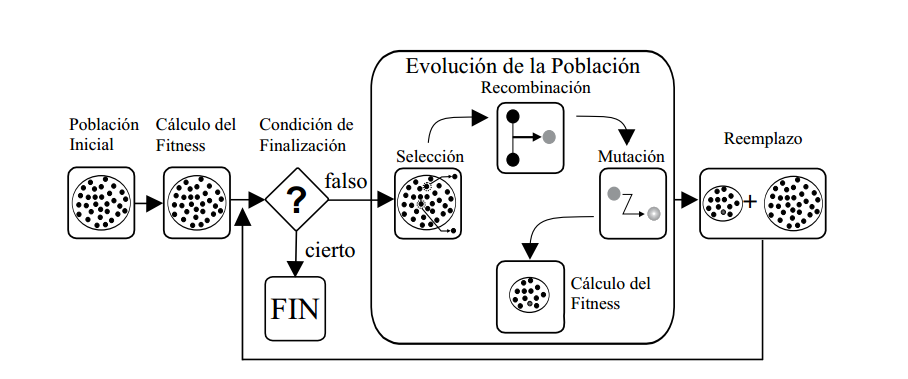 Evolución de la Población
Recombinación
Población
Inicial
Cálculo del
Fitness
Condición de
Finalización
Selección
Mutación
Reemplazo
?
falso
+
cierto
FIN
Cálculo del
Fitness